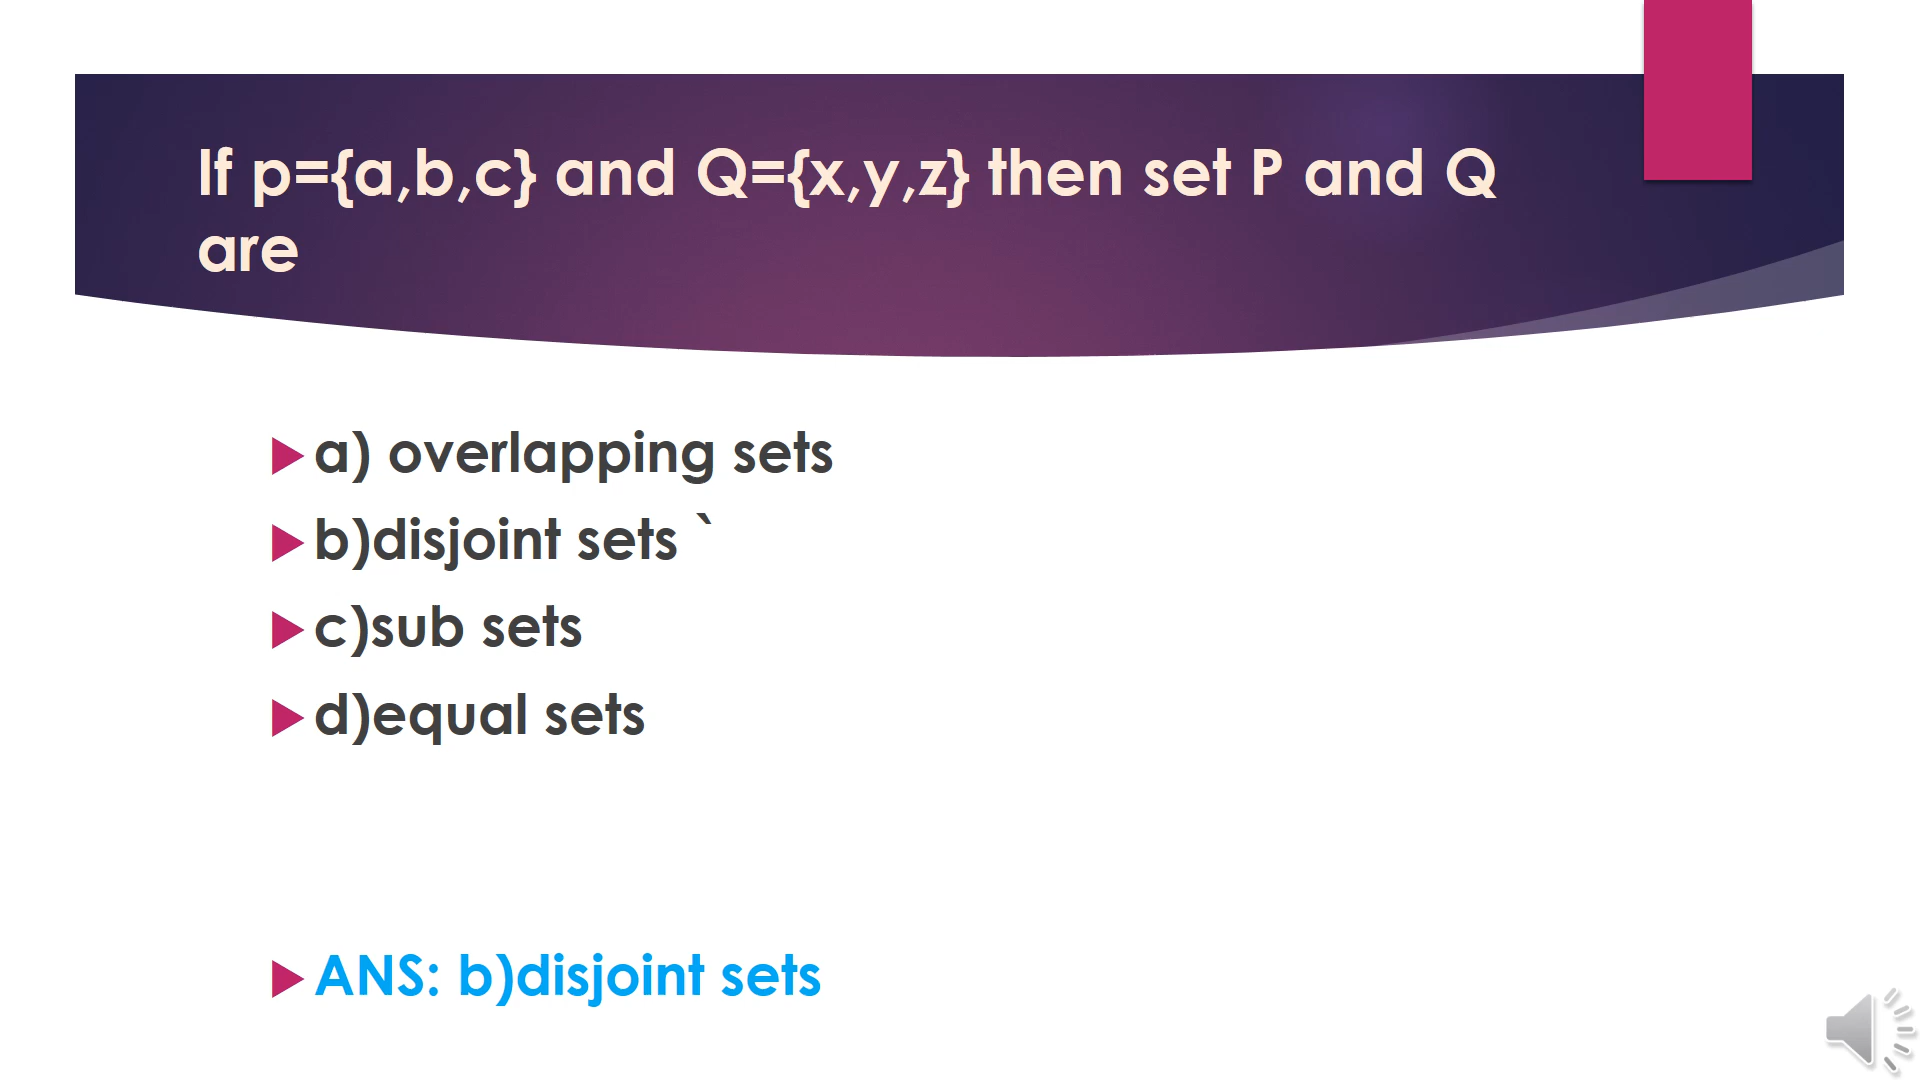 If p={a,b,c} and Q={x,y,z} then set P and Q
are
a) overlapping sets
b)disjoint sets `
c)sub sets
d)equal sets
ANS: b)disjoint sets